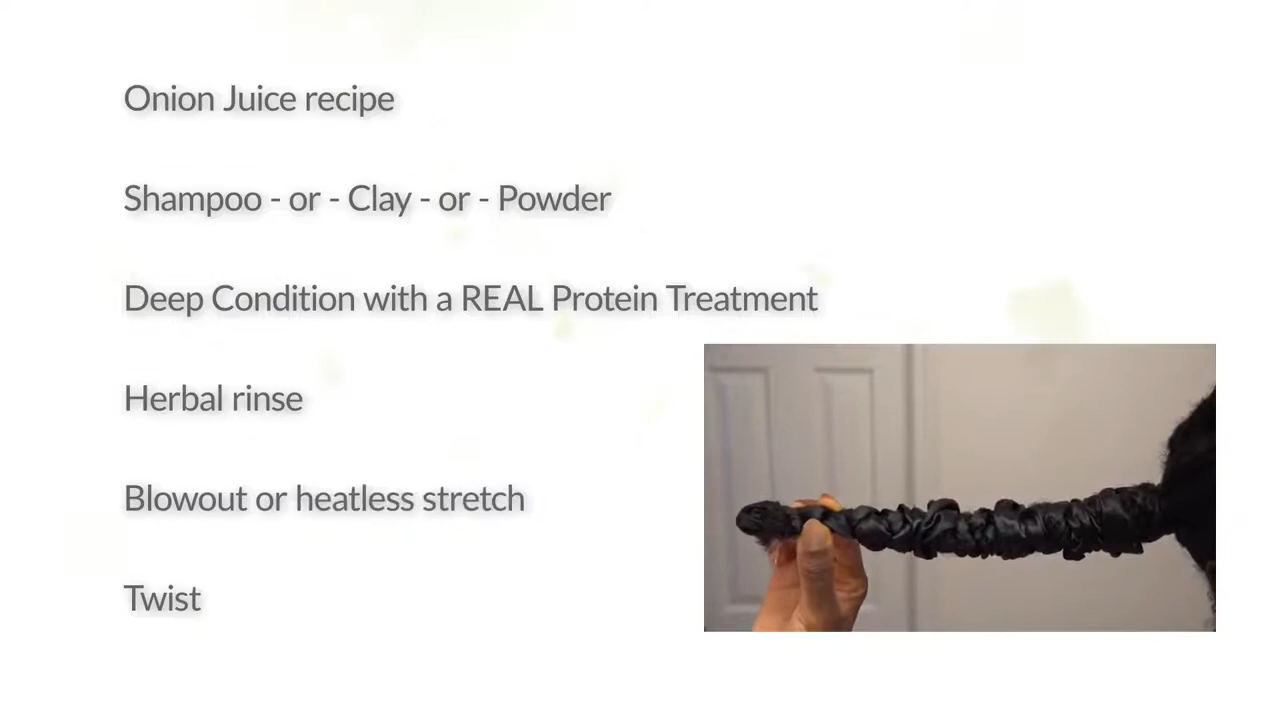 Onion Juice recipe
Shampoo - or - Clay - or - Powder
Deep Condition with a REAL Protein Treatment
Herbal rinse
Blowout or heatless stretch
Twist